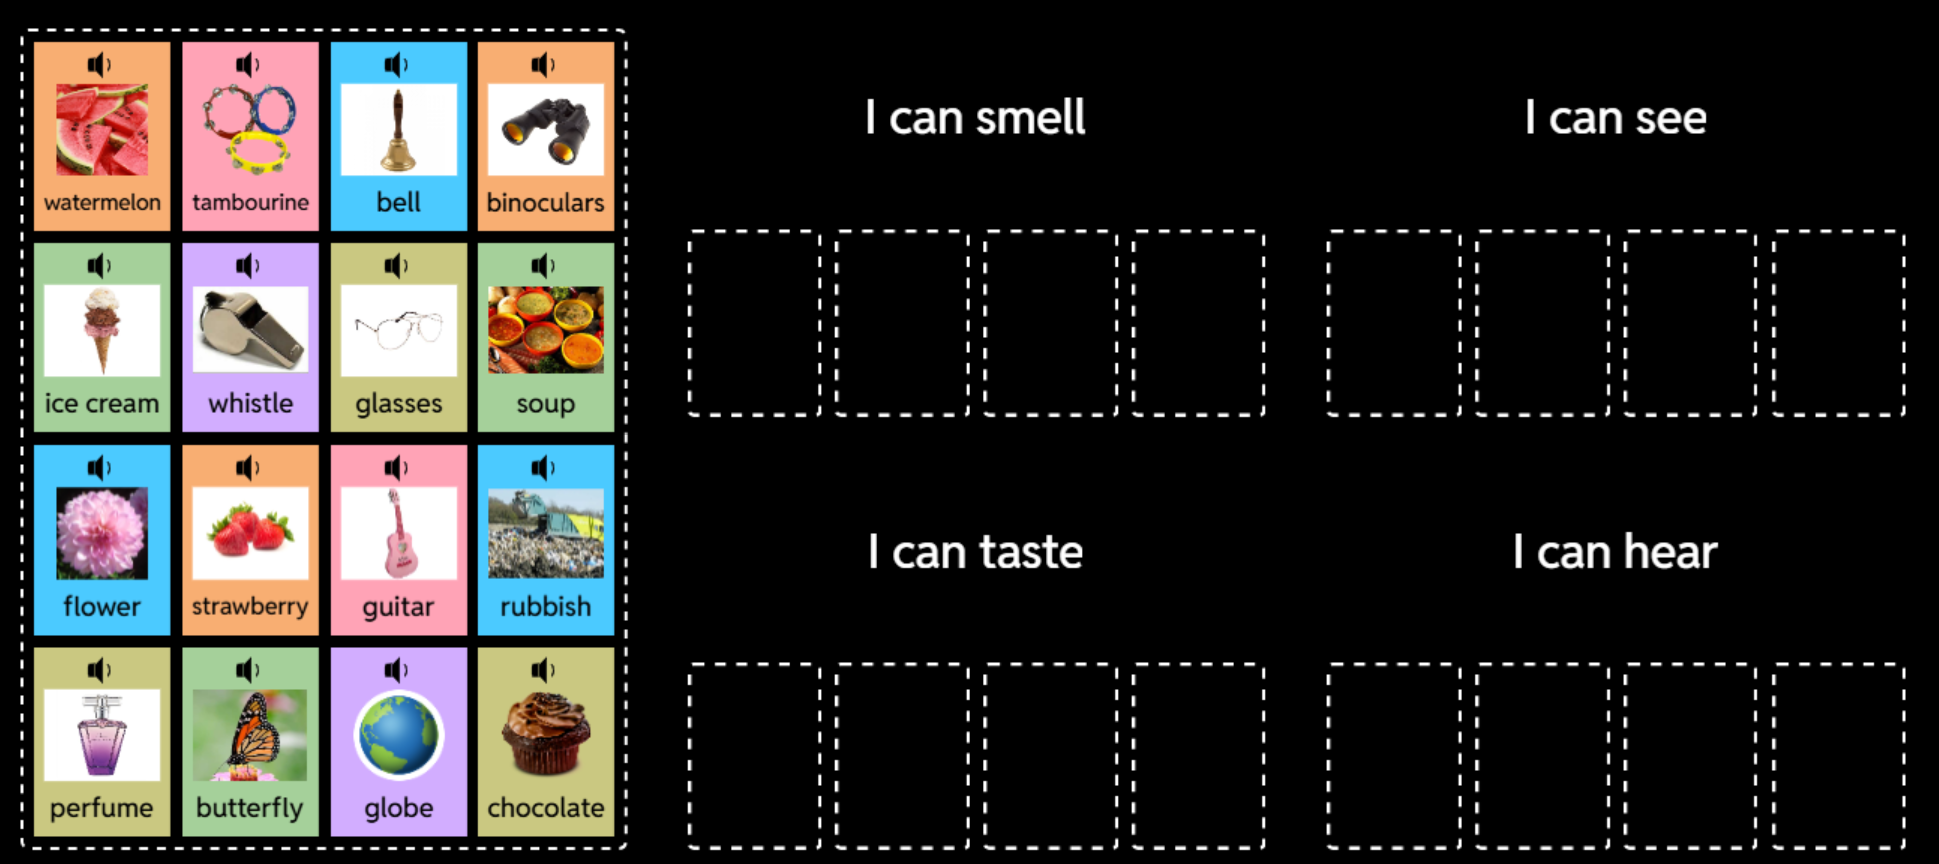 watermelon
tambourine
bell
binoculars
ice cream
whistle
glasses
soup
flower
strawberry
guitar
rubbish
perfume
butterfly
globe
chocolate
I can smell
I can see
I can taste
I can hear